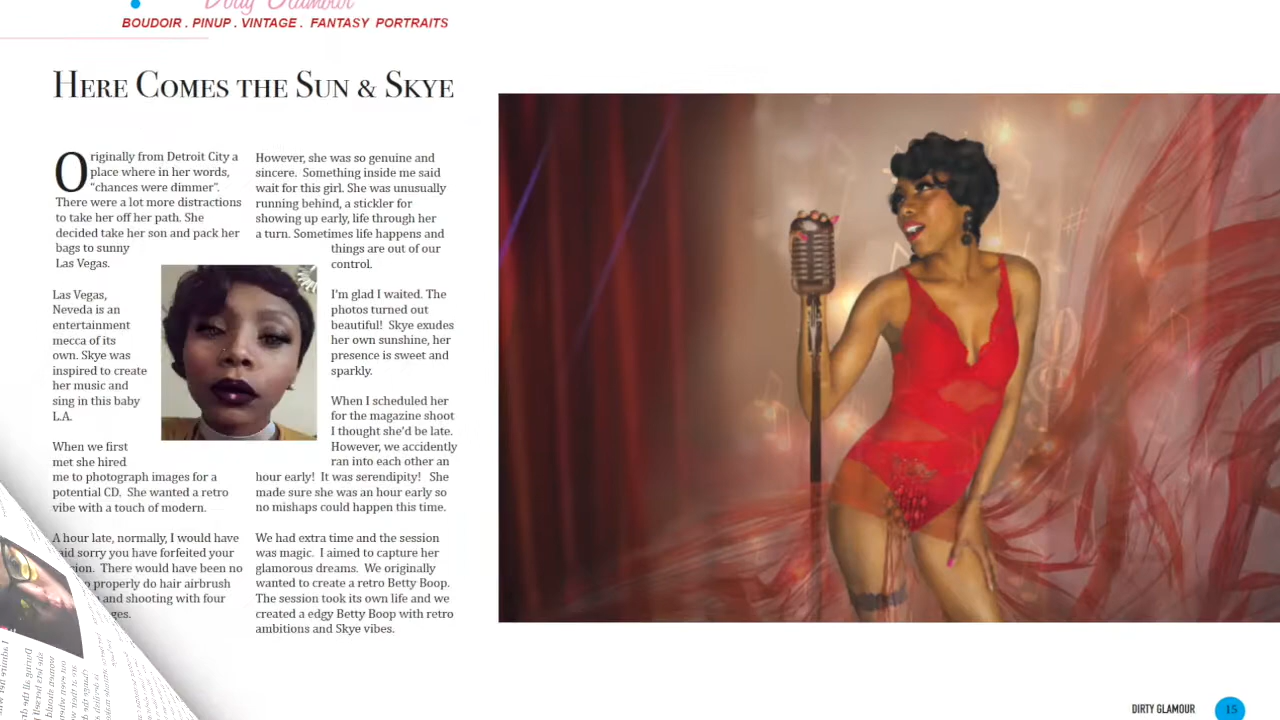 Dirty Glamour
BOUDOIR . PINUP . VINTAGE . FANTASY PORTRAITS
HERE COMES THE SUN & SKYE
Originally from Detroit City a
place where in her words,
“chances were dimmer”.
There were a lot more distractions
to take her off her path. She
decided take her son and pack her
bags to sunny
Las Vegas.
Las Vegas,
Neveda is an
entertainment
mecca of its
own. Skye was
inspired to create
her music and
sing in this baby
L.A.
When we first
met she hired
me to photograph images for a
potential CD. She wanted a retro
vibe with a touch of modern.
A hour late, normally, I would have
said sorry you have forfeited your
There would have been no
properly do hair airbrush
and shooting with four
However, she was so genuine and
sincere. Something inside me said
wait for this girl. She was unusually
running behind, a stickler for
showing up early, life through her
a turn. Sometimes life happens and
things are out of our
control.
I'm glad I waited. The
photos turned out
beautiful! Skye exudes
her own sunshine, her
presence is sweet and
sparkly.
When I scheduled her
for the magazine shoot
I thought she'd be late.
However, we accidently
ran into each other an
hour early! It was serendipity! She
made sure she was an hour early so
no mishaps could happen this time.
We had extra time and the session
was magic. I aimed to capture her
glamorous dreams. We originally
wanted to create a retro Betty Boop.
The session took its own life and we
created a edgy Betty Boop with retro
ambitions and Skye vibes.
DIRTY GLAMOUR 15